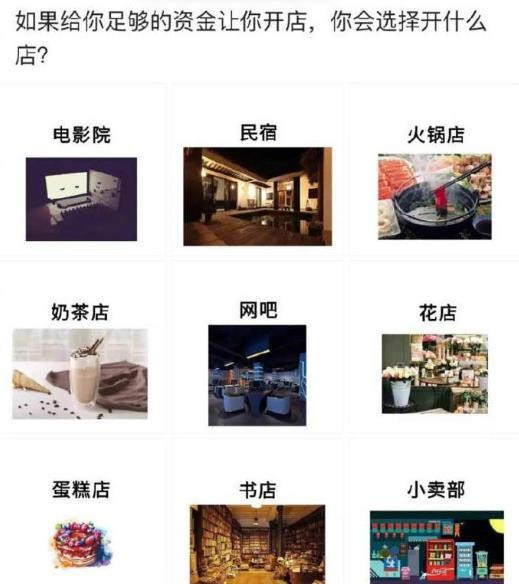 如果给你足够的资金让你开店，你会选择开什么
店?
电影院
民宿
火锅店
奶茶店
网吧
花店
蛋糕店
书店
小卖部